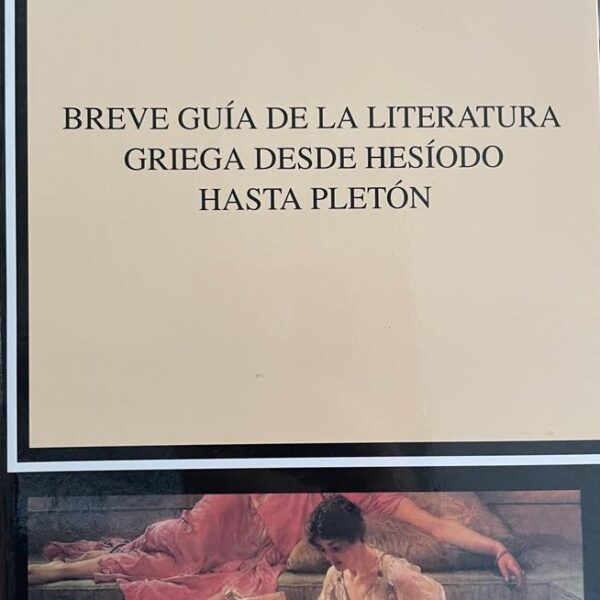 BREVE GUÍA DE LA LITERATURA
GRIEGA DESDE HESÍODO
HASTA PLETÓN